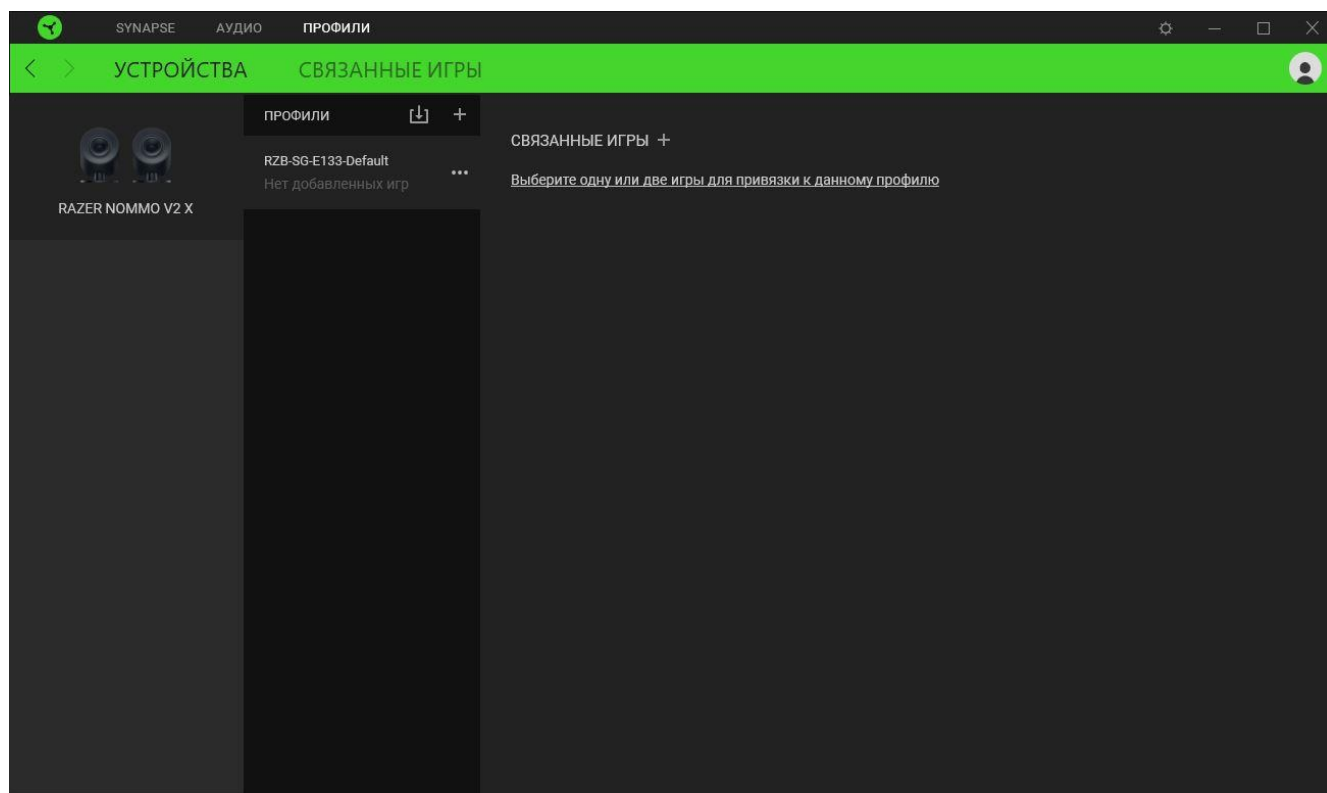 SYNAPSE АУДИО ПРОФИЛИ
УСТРОЙСТВА СВЯЗАННЫЕ ИГРЫ
RAZER NOMMO V2 X
ПРОФИЛИ
RZB-SG-E133-Default
Нет добавленных игр
СВЯЗАННЫЕ ИГРЫ
Выберите одну или две игры для привязки к данному профилю